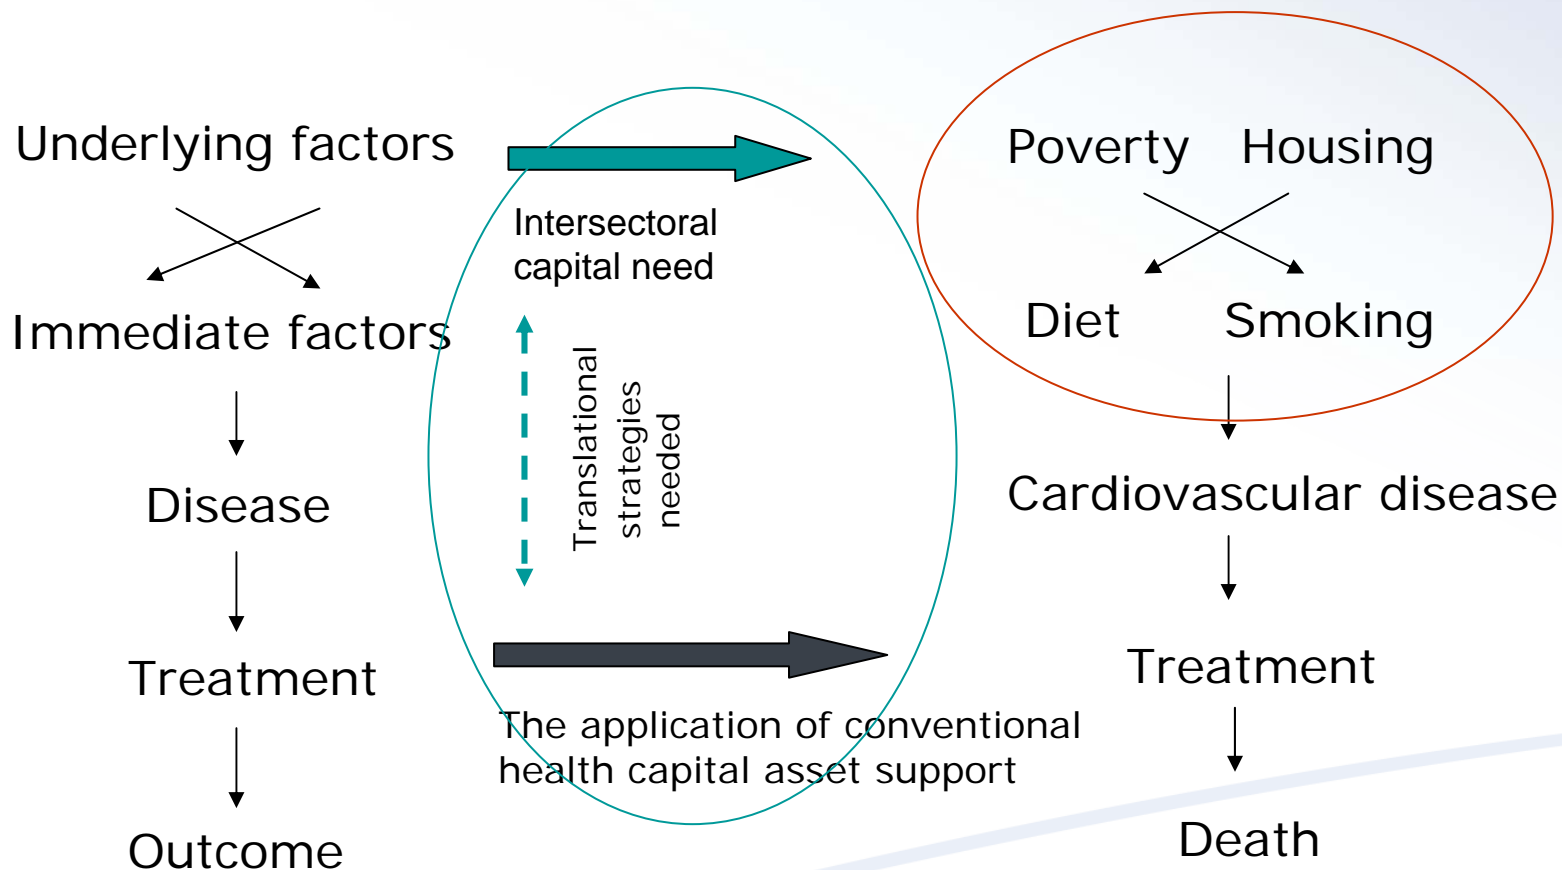 Underlying factors
Immediate factors
Disease
Treatment
Outcome
Intersectoral
capital need
Translational
strategies
needed
The application of conventional
health capital asset support
Poverty Housing
Diet Smoking
Cardiovascular disease
Treatment
Death